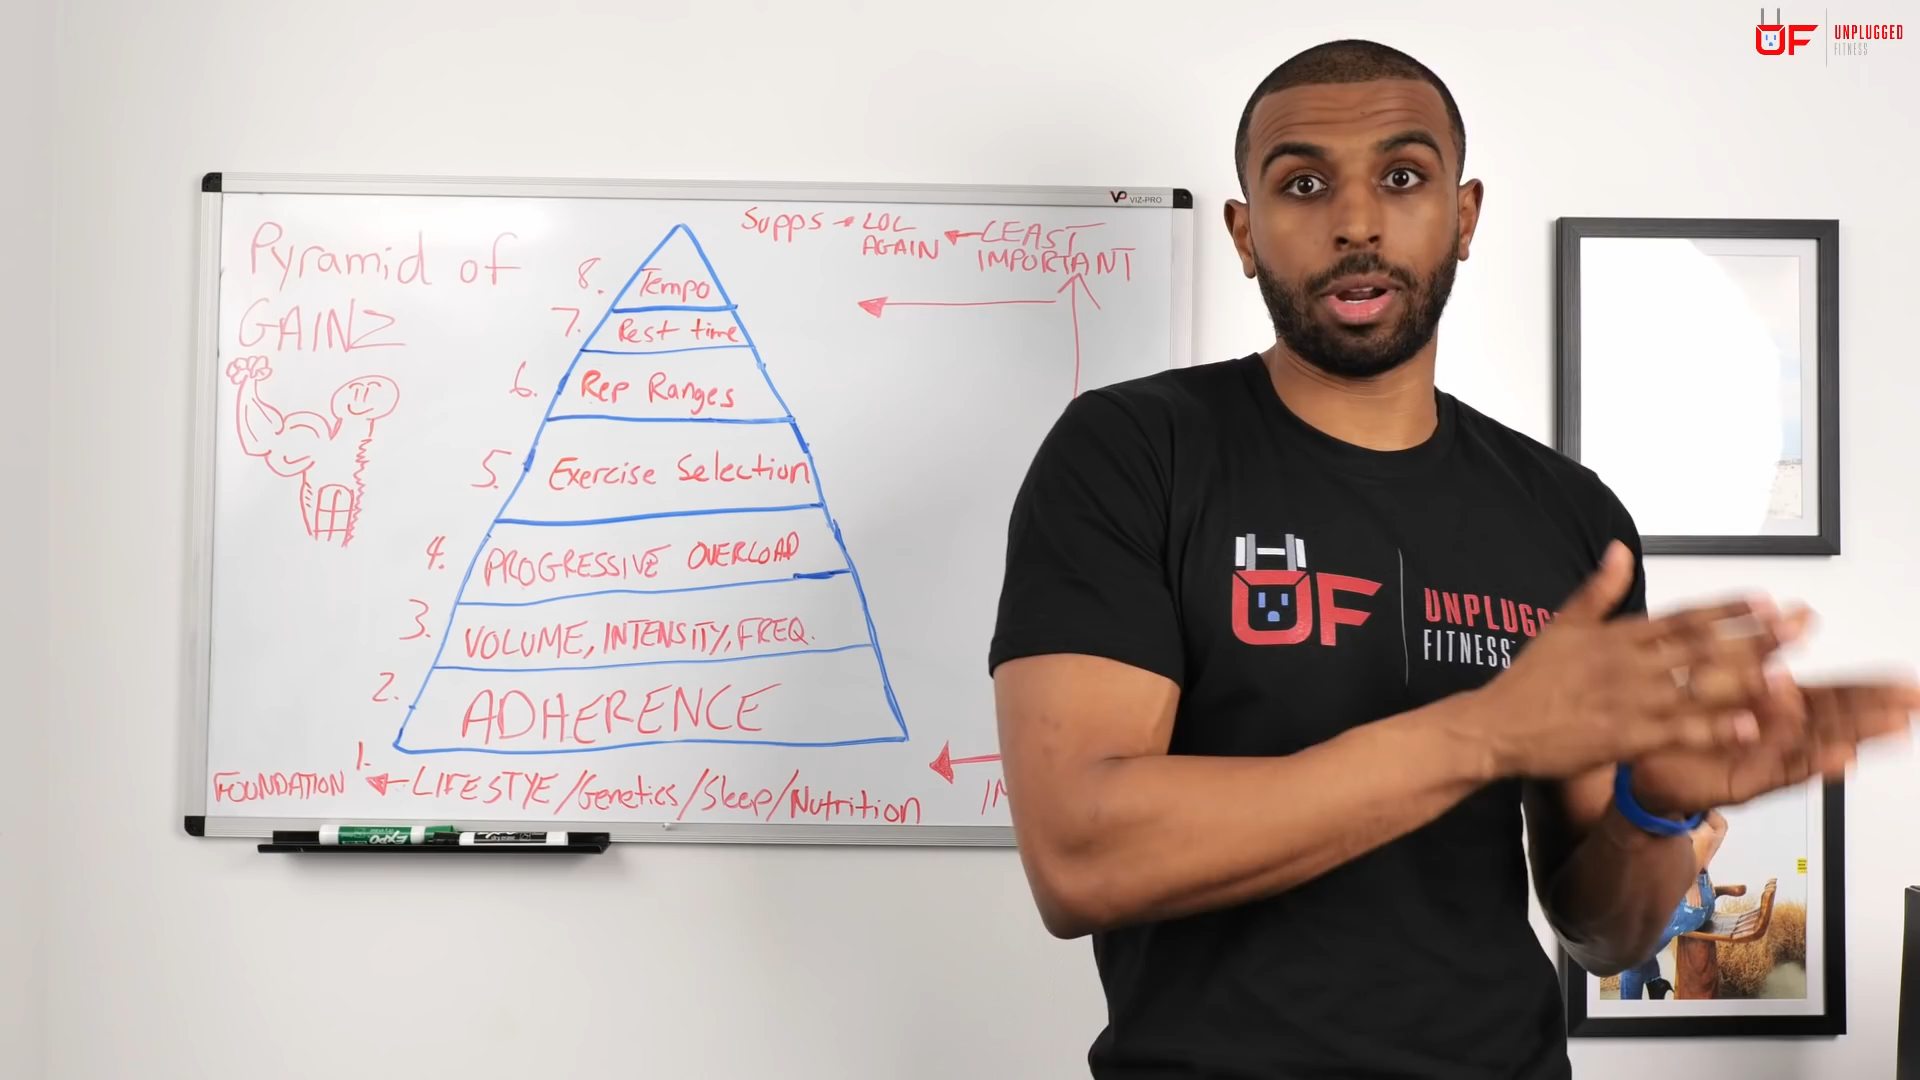 UF UNPLUGGED
FITNESS
VP VIZ-PRO
Pyramid of
GAINZ
Supps → LOL
AGAIN
← LEAST
IMPORTANT
8. Tempo
7. Rest time
6. Rep Ranges
5. Exercise Selection
4. PROGRESSIVE OVERLOAD
3. VOLUME, INTENSITY, FREQ.
2. ADHERENCE
1.
FOUNDATION ← LIFESTYE/Genetics/Sleep/Nutrition
EXPO
UF UNPLUGG
FITNESS